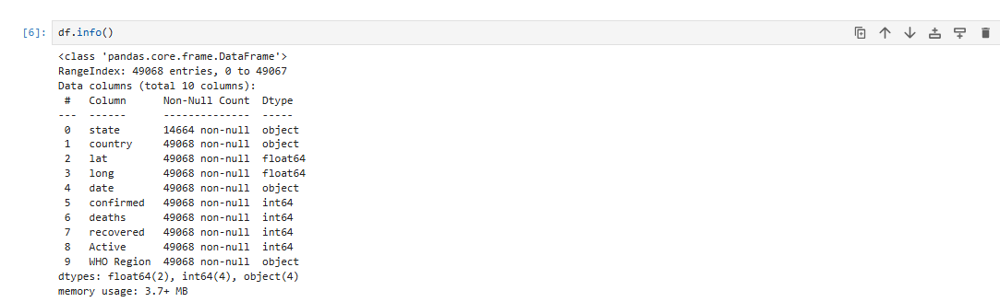 [6]: df.info()
<class 'pandas.core.frame.DataFrame'>
RangeIndex: 49068 entries, 0 to 49067
Data columns (total 10 columns):
 #   Column      Non-Null Count  Dtype
---  ------      --------------  -----
 0   state       14664 non-null  object
 1   country     49068 non-null  object
 2   lat         49068 non-null  float64
 3   long        49068 non-null  float64
 4   date        49068 non-null  object
 5   confirmed   49068 non-null  int64
 6   deaths      49068 non-null  int64
 7   recovered   49068 non-null  int64
 8   Active      49068 non-null  int64
 9   WHO Region  49068 non-null  object
dtypes: float64(2), int64(4), object(4)
memory usage: 3.7+ MB